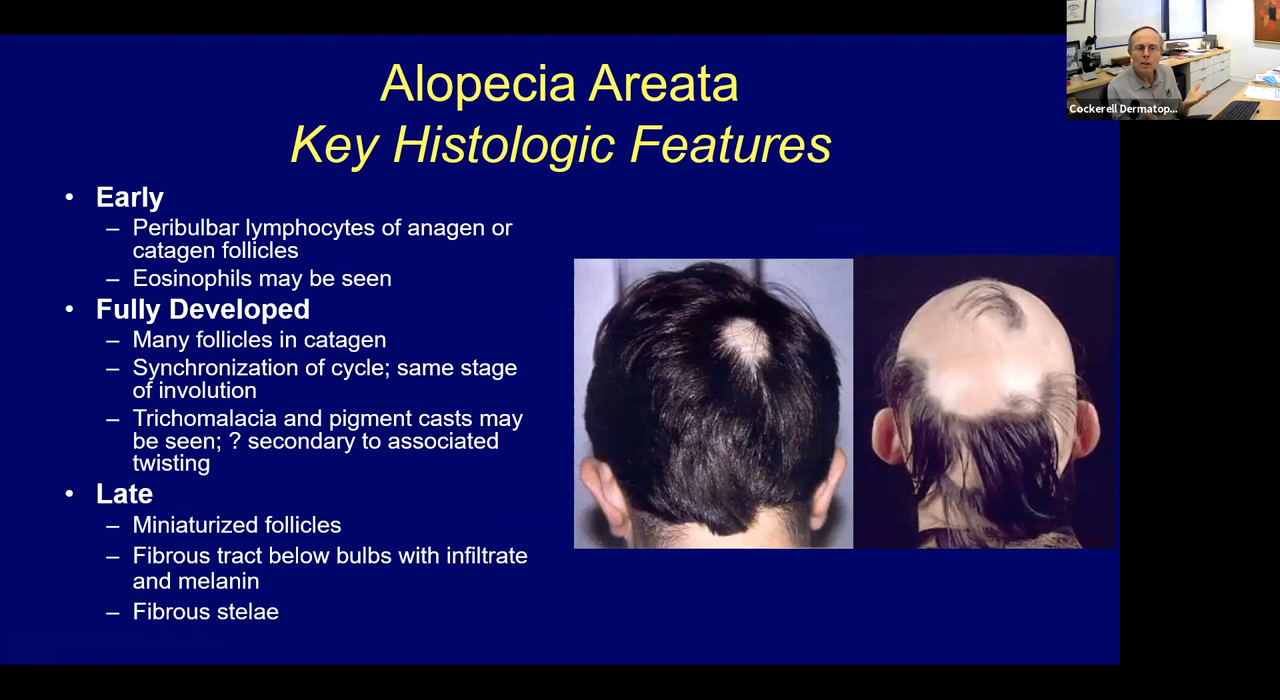 Alopecia Areata
Key Histologic Features
• Early
– Peribulbar lymphocytes of anagen or
catagen follicles
– Eosinophils may be seen
• Fully Developed
– Many follicles in catagen
– Synchronization of cycle; same stage
of involution
– Trichomalacia and pigment casts may
be seen; ? secondary to associated
twisting
• Late
– Miniaturized follicles
– Fibrous tract below bulbs with infiltrate
and melanin
– Fibrous stelae
Cockerell Dermatop...